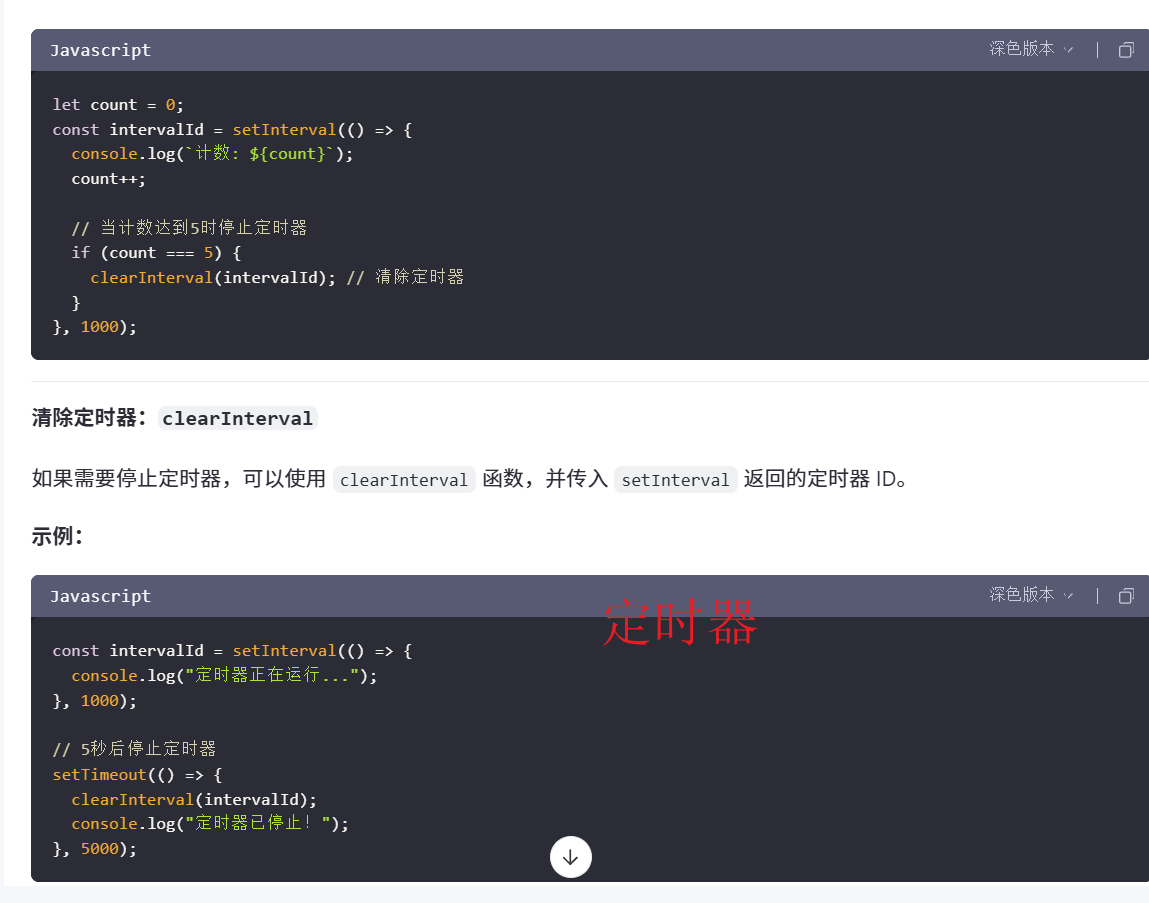 Javascript 深色版本
let count = 0;
const intervalId = setInterval(() => {
  console.log(`计数: ${count}`);
  count++;

  // 当计数达到5时停止定时器
  if (count === 5) {
    clearInterval(intervalId); // 清除定时器
  }
}, 1000);
清除定时器：clearInterval
如果需要停止定时器，可以使用 clearInterval 函数，并传入 setInterval 返回的定时器 ID。
示例：
Javascript 深色版本
定时器
const intervalId = setInterval(() => {
  console.log("定时器正在运行...");
}, 1000);

// 5秒后停止定时器
setTimeout(() => {
  clearInterval(intervalId);
  console.log("定时器已停止！");
}, 5000);